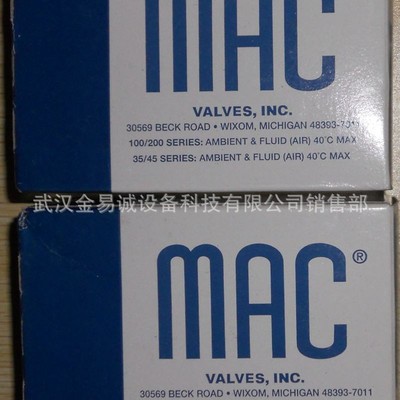 MAC
VALVES, INC.
30569 BECK ROAD • WIXOM, MICHIGAN 48393-7011
100/200 SERIES: AMBIENT & FLUID (AIR) 40°C MAX
35/45 SERIES: AMBIENT & FLUID (AIR) 40°C MAX
武汉金易诚设备科技有限公司销售部
MAC®
VALVES, INC.
30569 BECK ROAD • WIXOM, MICHIGAN 48393-7011